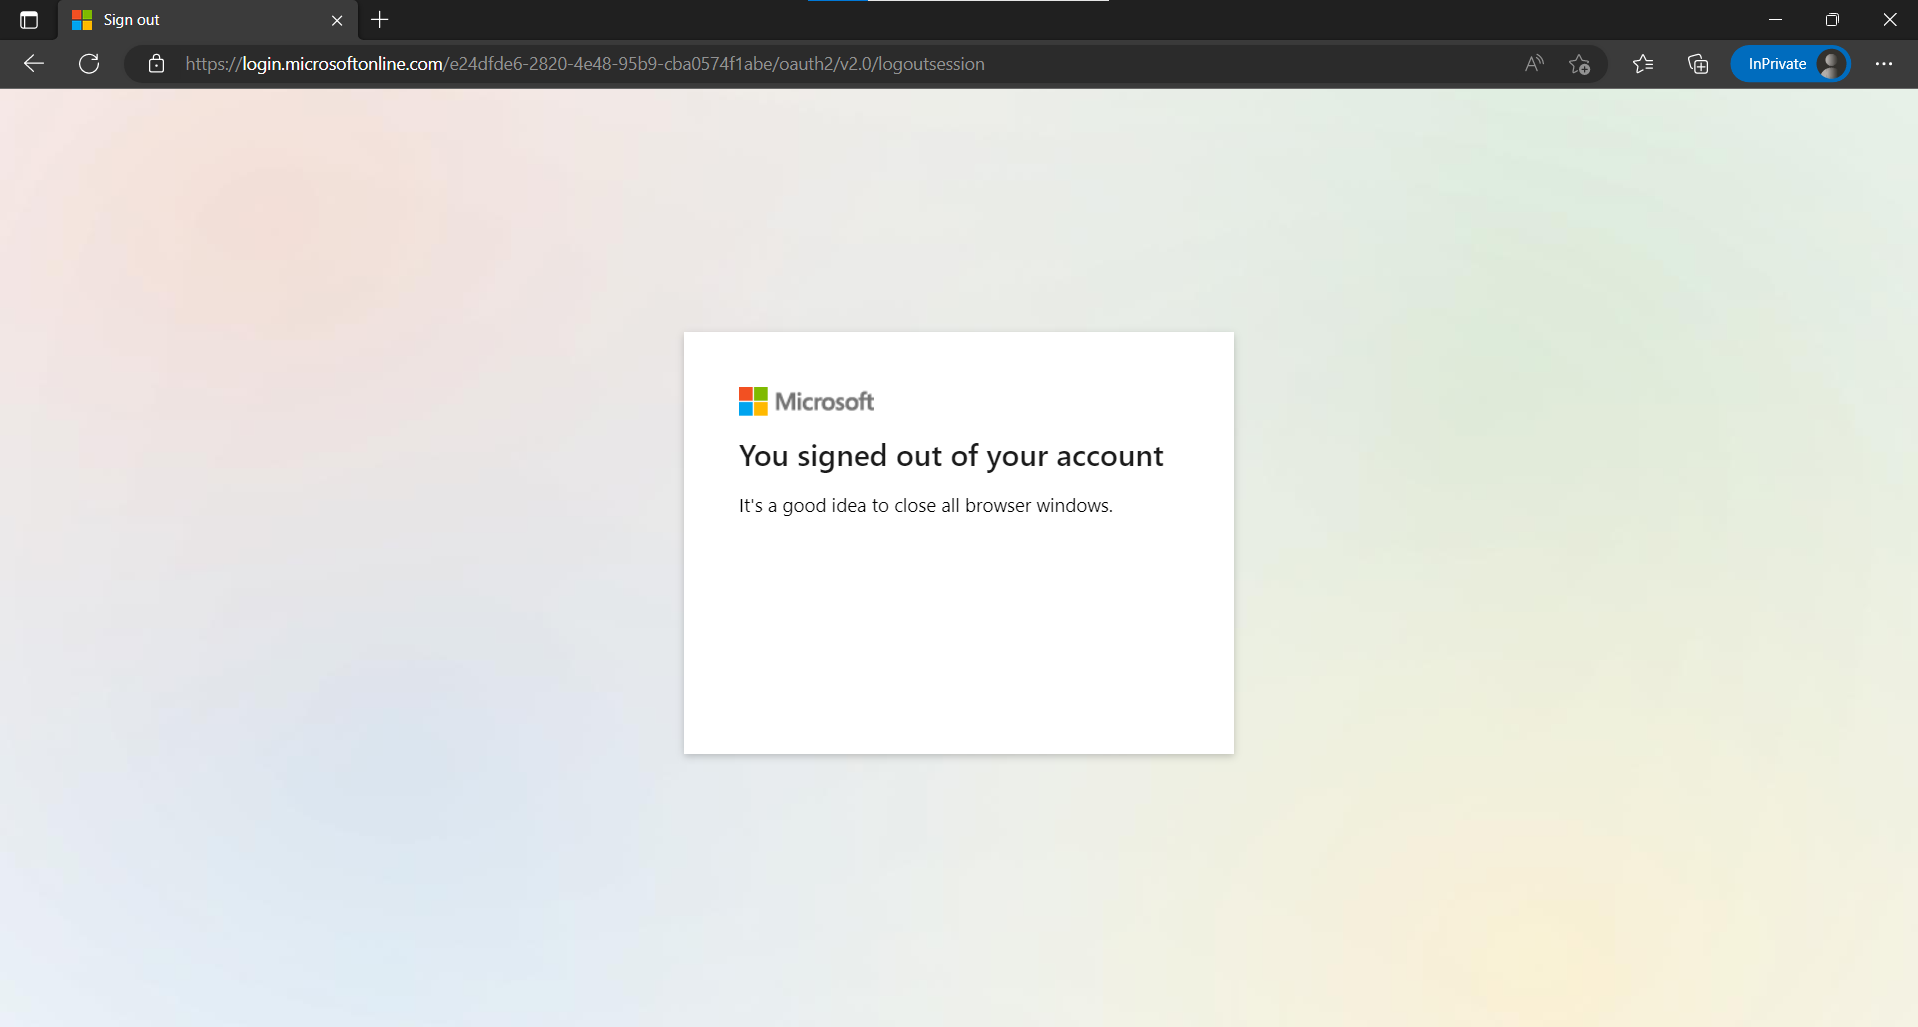 Sign out
https://login.microsoftonline.com/e24dfde6-2820-4e48-95b9-cba0574f1abe/oauth2/v2.0/logoutsession
InPrivate
Microsoft
You signed out of your account
It's a good idea to close all browser windows.